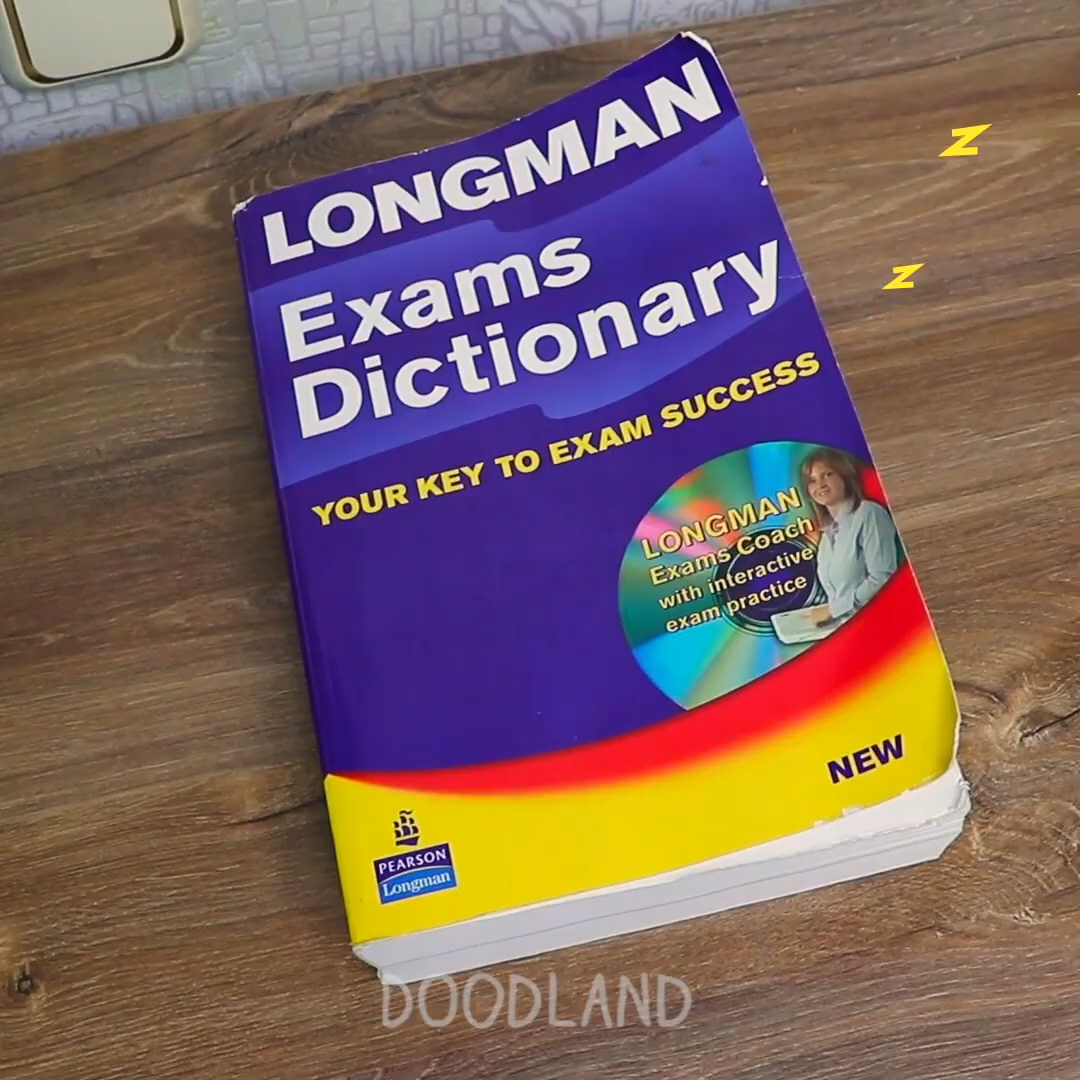 LONGMAN
Exams
Dictionary
YOUR KEY TO EXAM SUCCESS
LONGMAN
Exams Coach
with interactive
exam practice
NEW
PEARSON
Longman
DOODLAND
z
z